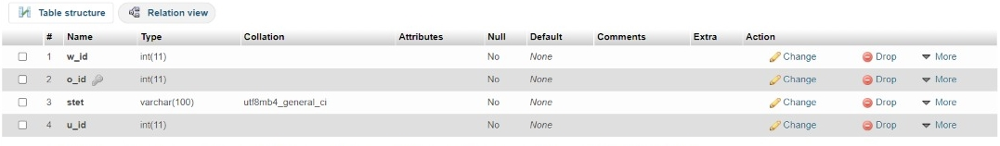 Table structure Relation view
# Name Type Collation Attributes Null Default Comments Extra Action
1 w_id int(11) No None Change Drop More
2 o_id int(11) No None Change Drop More
3 stet varchar(100) utf8mb4_general_ci No None Change Drop More
4 u_id int(11) No None Change Drop More